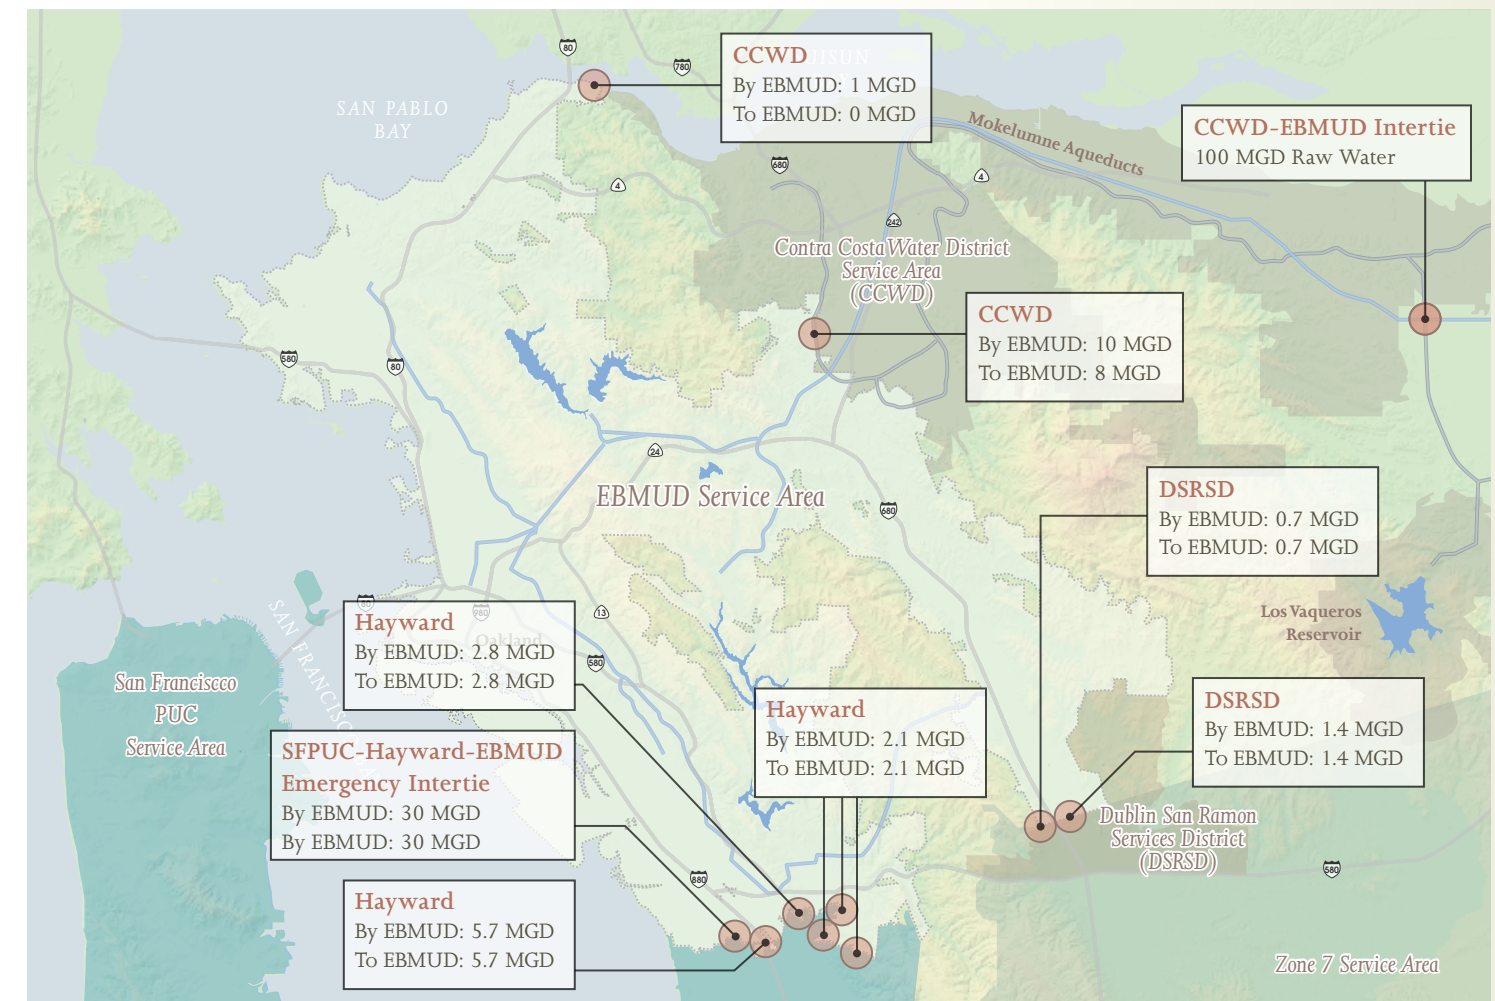 80
780
UISUN
CCWD
By EBMUD: 1 MGD
To EBMUD: 0 MGD
SAN PABLO
BAY
Mokelumne Aqueducts
CCWD-EBMUD Intertie
100 MGD Raw Water
680
4
4
242
Contra Costa Water District
Service Area
(CCWD)
CCWD
By EBMUD: 10 MGD
To EBMUD: 8 MGD
580
80
24
EBMUD Service Area
680
DSRSD
By EBMUD: 0.7 MGD
To EBMUD: 0.7 MGD
Los Vaqueros
Reservoir
80
980
13
Oakland
580
SAN FRANCISCO
Hayward
By EBMUD: 2.8 MGD
To EBMUD: 2.8 MGD
San Franciscco
PUC
Service Area
Hayward
By EBMUD: 2.1 MGD
To EBMUD: 2.1 MGD
DSRSD
By EBMUD: 1.4 MGD
To EBMUD: 1.4 MGD
SFPUC-Hayward-EBMUD
Emergency Intertie
By EBMUD: 30 MGD
By EBMUD: 30 MGD
Dublin San Ramon
Services District
(DSRSD)
580
880
Hayward
By EBMUD: 5.7 MGD
To EBMUD: 5.7 MGD
Zone 7 Service Area